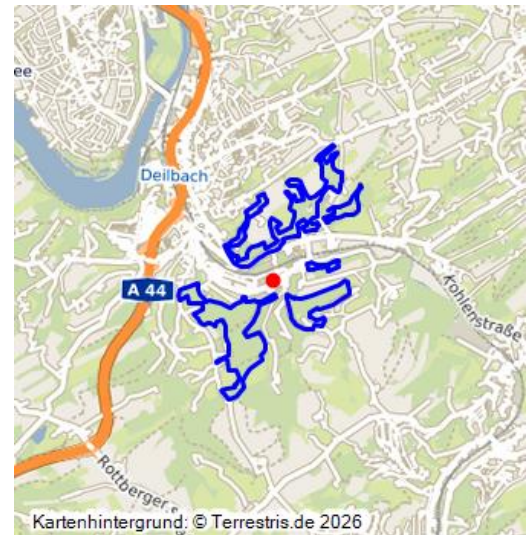 ee
Deilbach
A 44
Kohlenstraße
Rottberger S
Kartenhintergrund: © Terrestris.de 2026